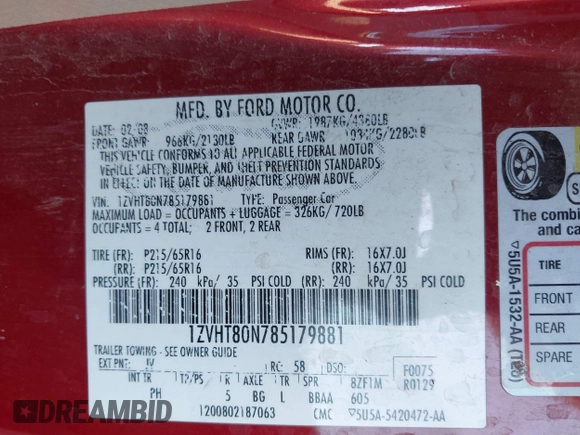 MFD. BY FORD MOTOR CO.
DATE: 02/08 GVWR: 1987KG/4380LB
FRONT GAWR: 966KG/2130LB REAR GAWR: 1034KG/2280LB
THIS VEHICLE CONFORMS TO ALL APPLICABLE FEDERAL MOTOR
VEHICLE SAFETY, BUMPER, AND THEFT PREVENTION STANDARDS
IN EFFECT ON THE DATE OF MANUFACTURE SHOWN ABOVE.
VIN: 1ZVHT80N785179881 TYPE: Passenger Car
MAXIMUM LOAD = OCCUPANTS + LUGGAGE = 326KG/720LB
OCCUPANTS = 4 TOTAL; 2 FRONT, 2 REAR
TIRE (FR): P215/65R16 RIMS (FR): 16X7.0J
(RR): P215/65R16 (RR): 16X7.0J
PRESSURE (FR): 240 kPa/ 35 PSI COLD (RR): 240 kPa/ 35 PSI COLD
1ZVHT80N785179881
TRAILER TOWING - SEE OWNER GUIDE
EXT PNT: RC: 58 DSO: F0075
INT TR TP/PS R AXLE TR SPR BZF1M R0129
PH 5 BG L BBAA 605
1200802187063 CMC ▽5U5A-5420472-AA
S
The combin
and ca
TIRE
FRONT
REAR
SPARE
▽5U5A-1532-AA
RideSafely